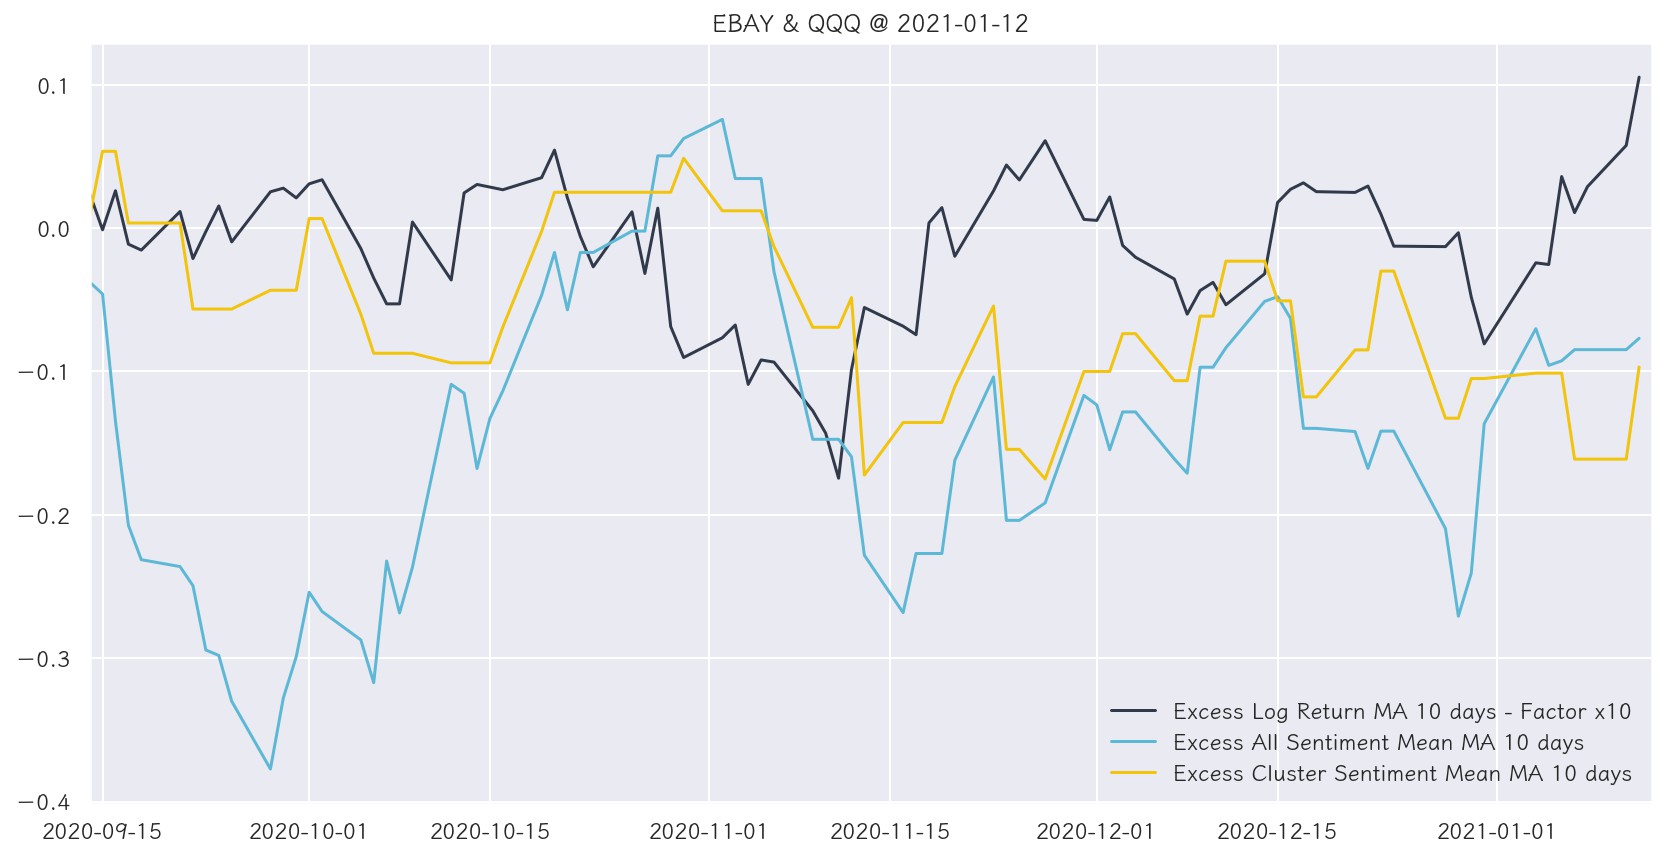 EBAY & QQQ @ 2021-01-12
0.1
0.0
−0.1
−0.2
−0.3
−0.4
Excess Log Return MA 10 days - Factor x10
Excess All Sentiment Mean MA 10 days
Excess Cluster Sentiment Mean MA 10 days
2020-09-15 2020-10-01 2020-10-15 2020-11-01 2020-11-15 2020-12-01 2020-12-15 2021-01-01